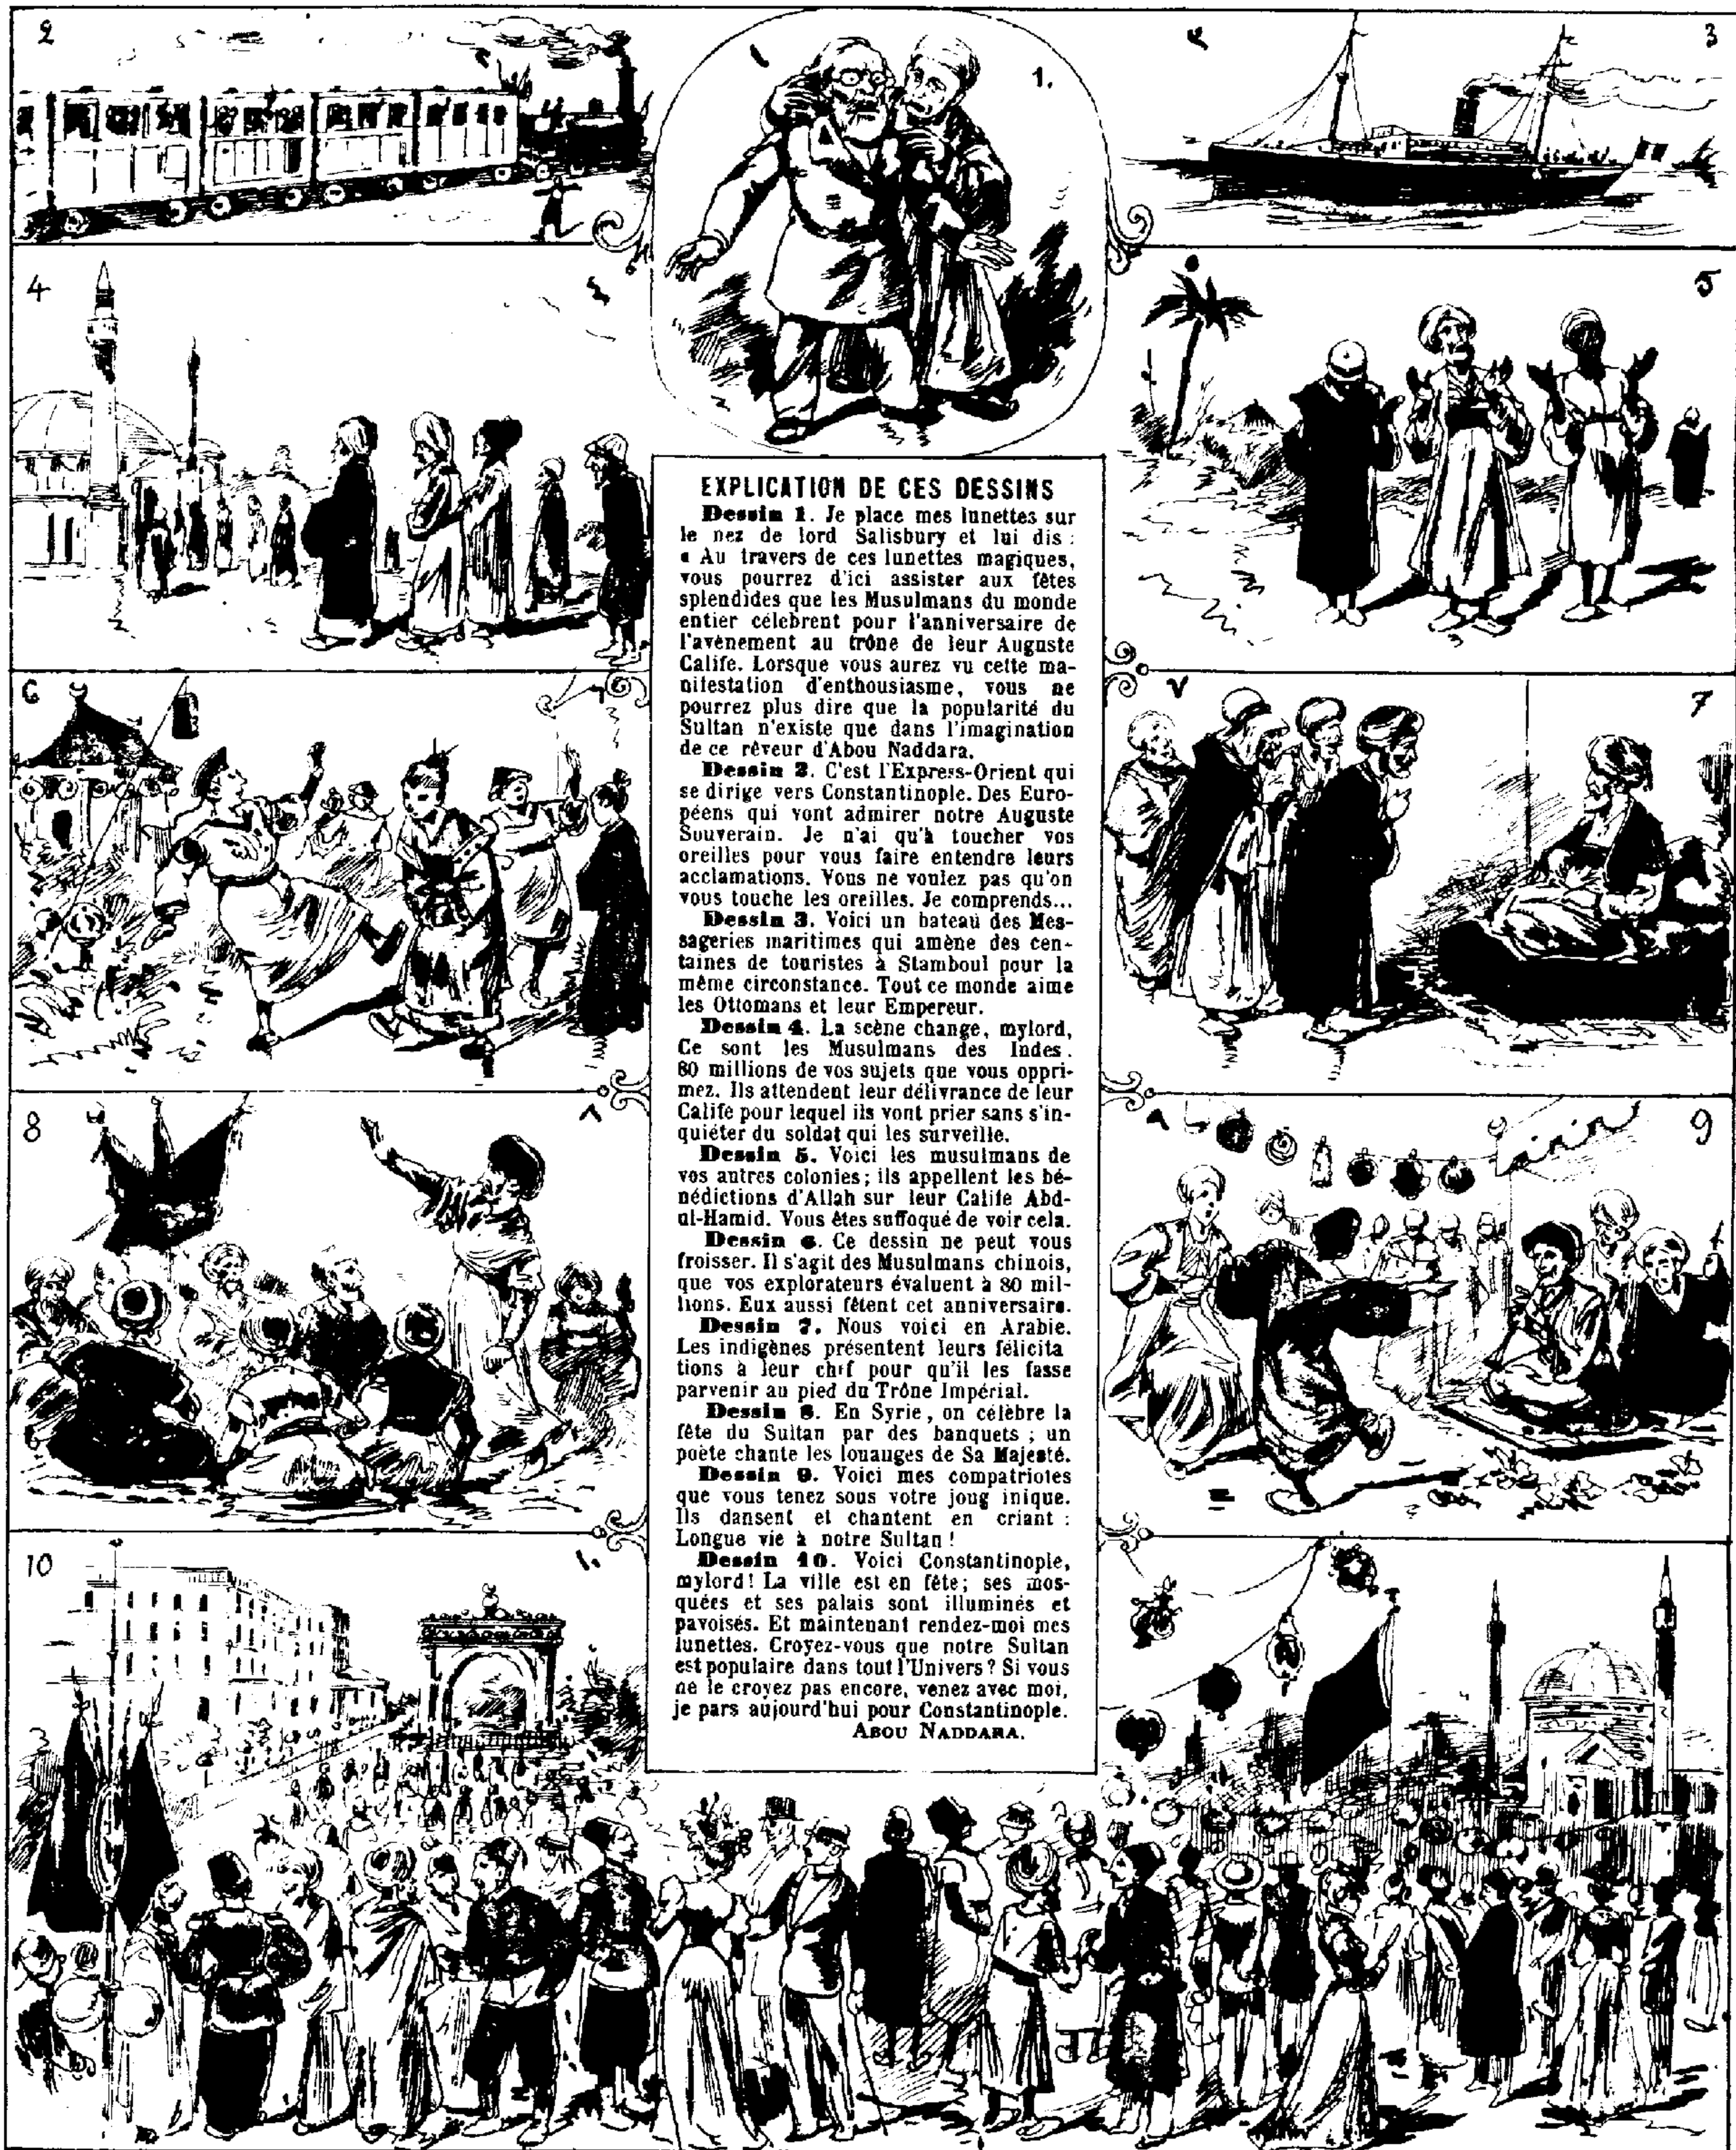 2
1
1.
2
3
4
5
6
7
8
9
10
EXPLICATION DE CES DESSINS
Dessin 1. Je place mes lunettes sur
le nez de lord Salisbury et lui dis :
« Au travers de ces lunettes magiques,
vous pourrez d'ici assister aux fêtes
splendides que les Musulmans du monde
entier célèbrent pour l'anniversaire de
l'avènement au trône de leur Auguste
Calife. Lorsque vous aurez vu cette ma-
nifestation d'enthousiasme, vous ne
pourrez plus dire que la popularité du
Sultan n'existe que dans l'imagination
de ce rêveur d'Abou Naddara.
Dessin 2. C'est l'Express-Orient qui
se dirige vers Constantinople. Des Euro-
péens qui vont admirer notre Auguste
Souverain. Je n'ai qu'à toucher vos
oreilles pour vous faire entendre leurs
acclamations. Vous ne voulez pas qu'on
vous touche les oreilles. Je comprends...
Dessin 3. Voici un bateau des Mes-
sageries maritimes qui amène des cen-
taines de touristes à Stamboul pour la
même circonstance. Tout ce monde aime
les Ottomans et leur Empereur.
Dessin 4. La scène change, mylord,
Ce sont les Musulmans des Indes.
80 millions de vos sujets que vous oppri-
mez. Ils attendent leur délivrance de leur
Calife pour lequel ils vont prier sans s'in-
quiéter du soldat qui les surveille.
Dessin 5. Voici les musulmans de
vos autres colonies; ils appellent les bé-
nédictions d'Allah sur leur Calife Abd-
ul-Hamid. Vous êtes suffoqué de voir cela.
Dessin 6. Ce dessin ne peut vous
froisser. Il s'agit des Musulmans chinois,
que vos explorateurs évaluent à 80 mil-
lions. Eux aussi fêtent cet anniversaire.
Dessin 7. Nous voici en Arabie.
Les indigènes présentent leurs félicita
tions à leur chef pour qu'il les fasse
parvenir au pied du Trône Impérial.
Dessin 8. En Syrie, on célèbre la
fête du Sultan par des banquets ; un
poète chante les louauges de Sa Majesté.
Dessin 9. Voici mes compatriotes
que vous tenez sous votre joug inique.
Ils dansent et chantent en criant :
Longue vie à notre Sultan !
Dessin 10. Voici Constantinople,
mylord! La ville est en fête; ses mos-
quées et ses palais sont illuminés et
pavoisés. Et maintenant rendez-moi mes
lunettes. Croyez-vous que notre Sultan
est populaire dans tout l'Univers? Si vous
ne le croyez pas encore, venez avec moi,
je pars aujourd'hui pour Constantinople.
ABOU NADDARA.